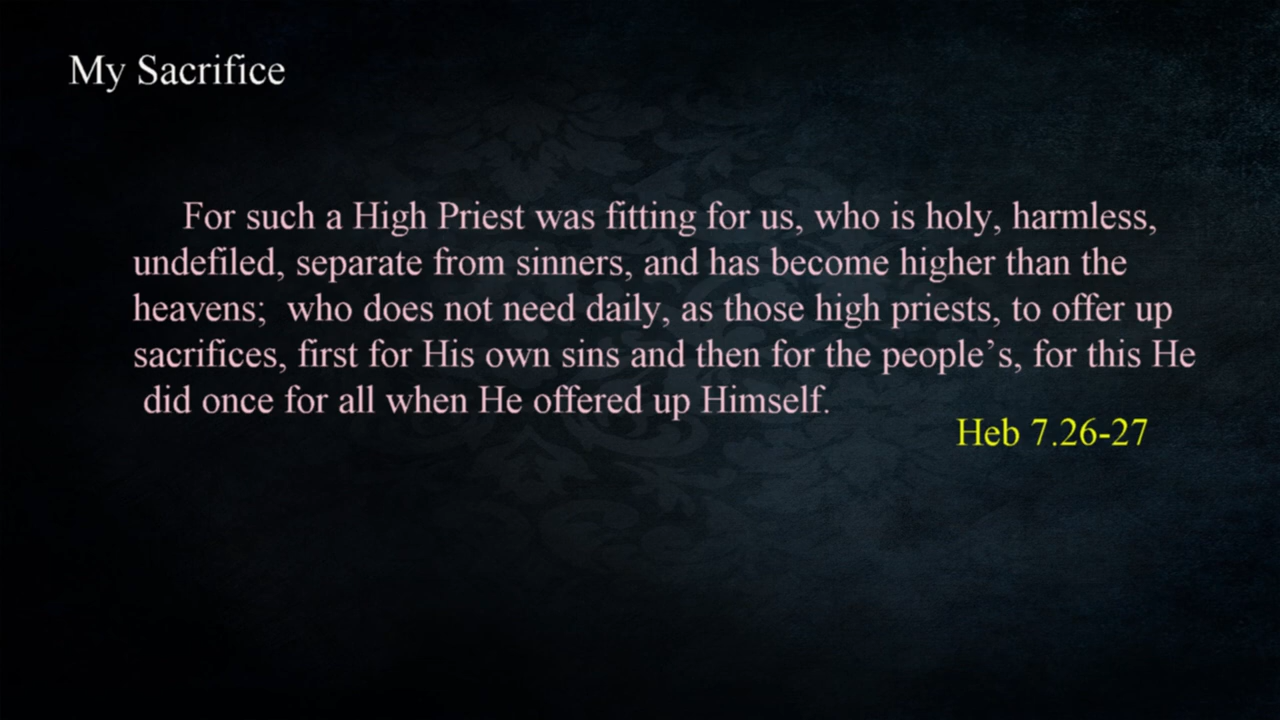 My Sacrifice
For such a High Priest was fitting for us, who is holy, harmless,
undefiled, separate from sinners, and has become higher than the
heavens;  who does not need daily, as those high priests, to offer up
sacrifices, first for His own sins and then for the people’s, for this He
did once for all when He offered up Himself.
Heb 7.26-27